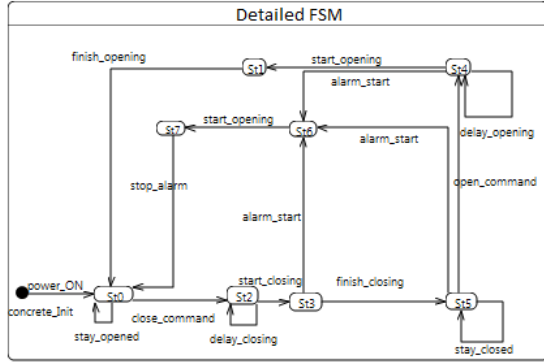 Detailed FSM
finish_opening
St1
start_opening
St4
alarm_start
delay_opening
St7
start_opening
St6
alarm_start
stop_alarm
open_command
alarm_start
power_ON
concrete_Init
St0
stay_opened
close_command
St2
start_closing
delay_closing
St3
finish_closing
St5
stay_closed